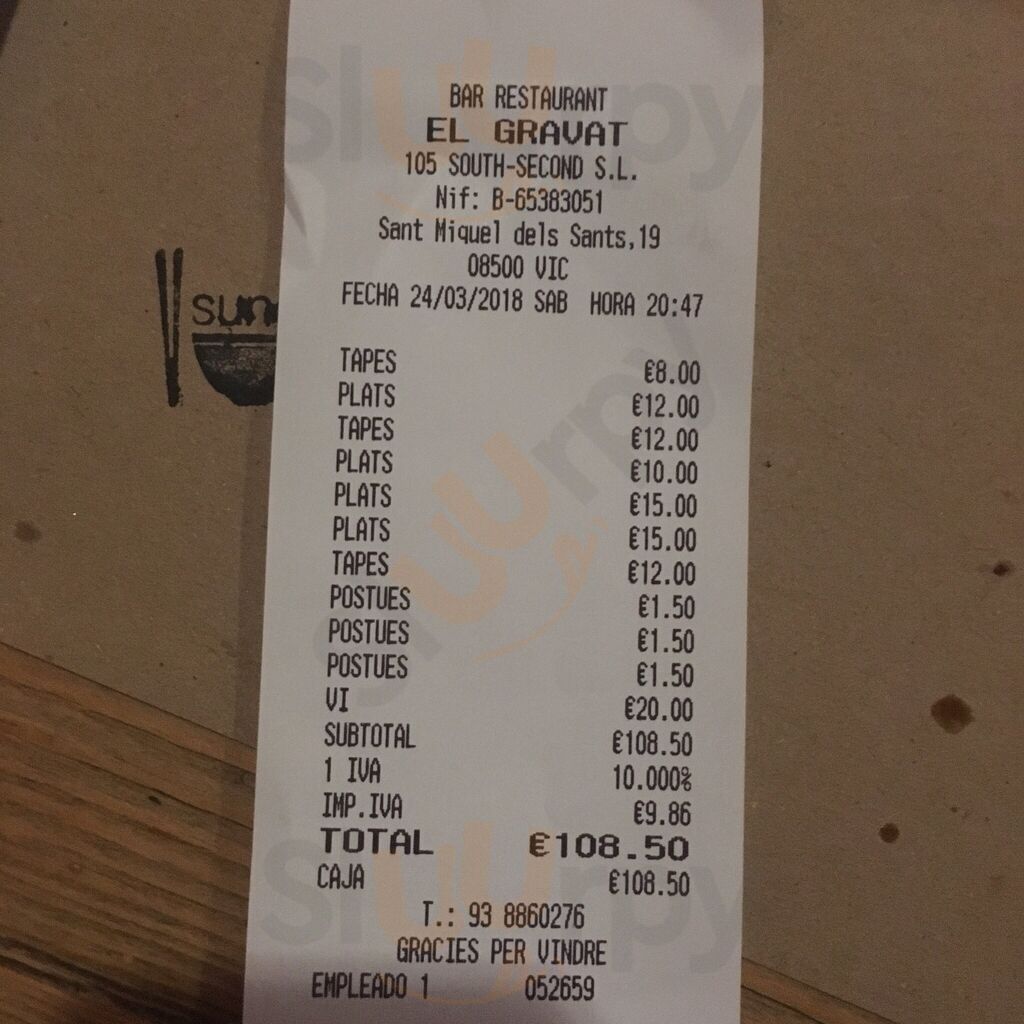 BAR RESTAURANT
EL GRAVAT
105 SOUTH-SECOND S.L.
Nif: B-65383051
Sant Miquel dels Sants,19
08500 VIC
FECHA 24/03/2018 SAB HORA 20:47
TAPES €8.00
PLATS €12.00
TAPES €12.00
PLATS €10.00
PLATS €15.00
PLATS €15.00
TAPES €12.00
POSTUES €1.50
POSTUES €1.50
POSTUES €1.50
VI €20.00
SUBTOTAL €108.50
1 IVA 10.000%
IMP.IVA €9.86
TOTAL €108.50
CAJA €108.50
T.: 93 8860276
GRACIES PER VINDRE
EMPLEADO 1 052659
sluurpy
sluurpy
sluurpy